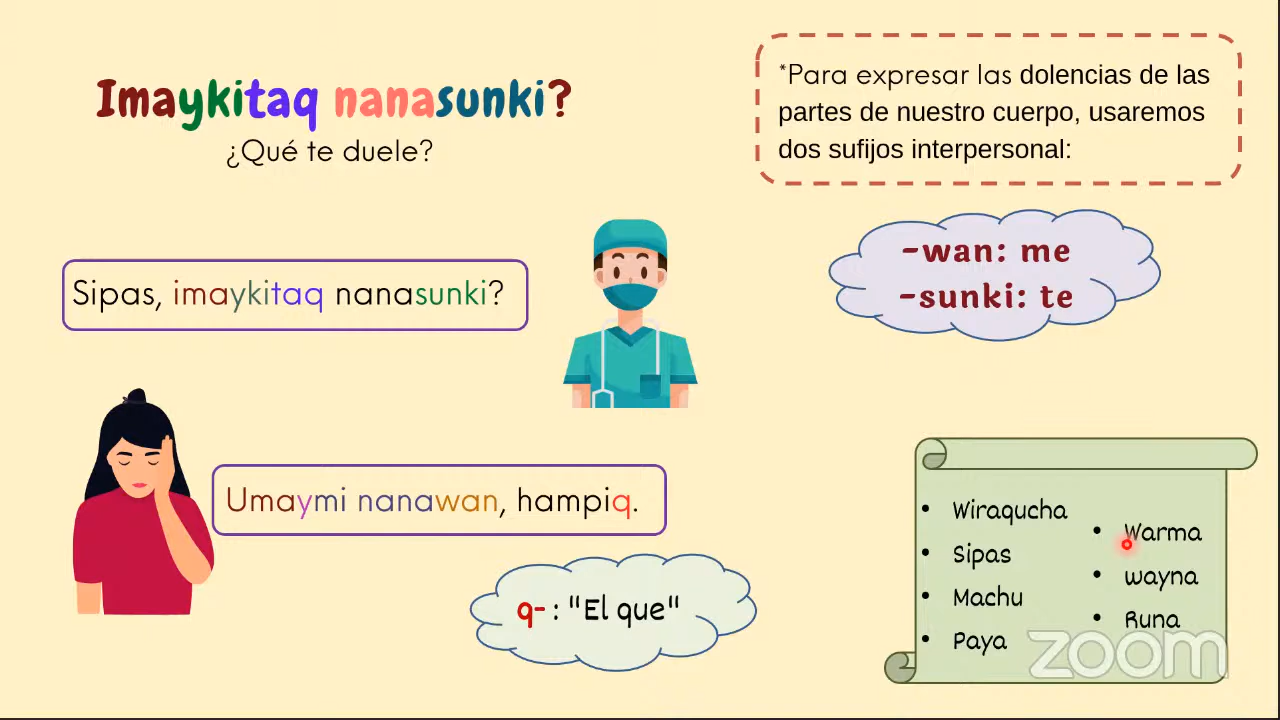 Imaykitaq nanasunki?
¿Qué te duele?
*Para expresar las dolencias de las
partes de nuestro cuerpo, usaremos
dos sufijos interpersonal:
-wan: me
-sunki: te
Sipas, imaykitaq nanasunki?
Umaymi nanawan, hampiq.
q- : "El que"
• Wiraqucha
• Sipas
• Machu
• Paya
• Warma
• wayna
• Runa
zoom